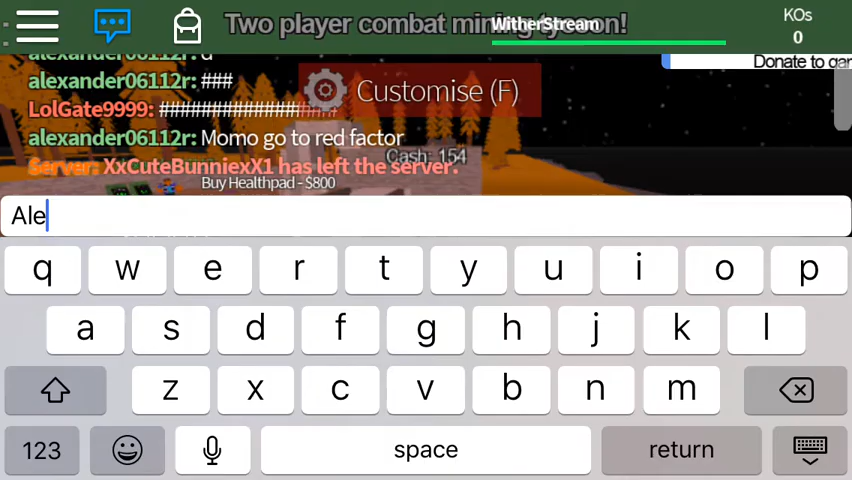 Two player combat mining tycoon!
WitherStream
KOs
0
Donate to gar
alexander06112r: d
alexander06112r: ###
Customise (F)
LolGate9999: ################
alexander06112r: Momo go to red factor
Cash: 154
Server: XxCuteBunniexX1 has left the server.
Buy Healthpad - $800
Ale
q w e r t y u i o p
a s d f g h j k l
z x c v b n m
123 space return